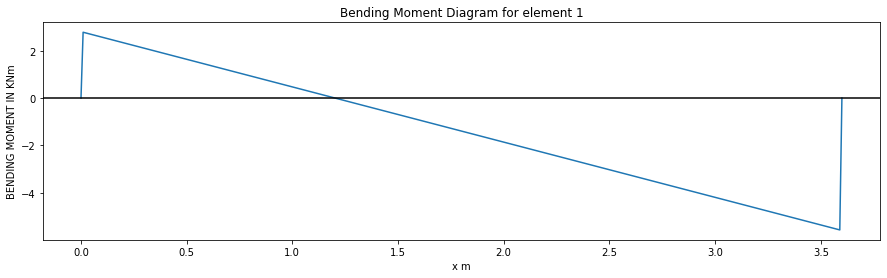 Bending Moment Diagram for element 1
BENDING MOMENT IN KNm
2
0
−2
−4
0.0 0.5 1.0 1.5 2.0 2.5 3.0 3.5
x m